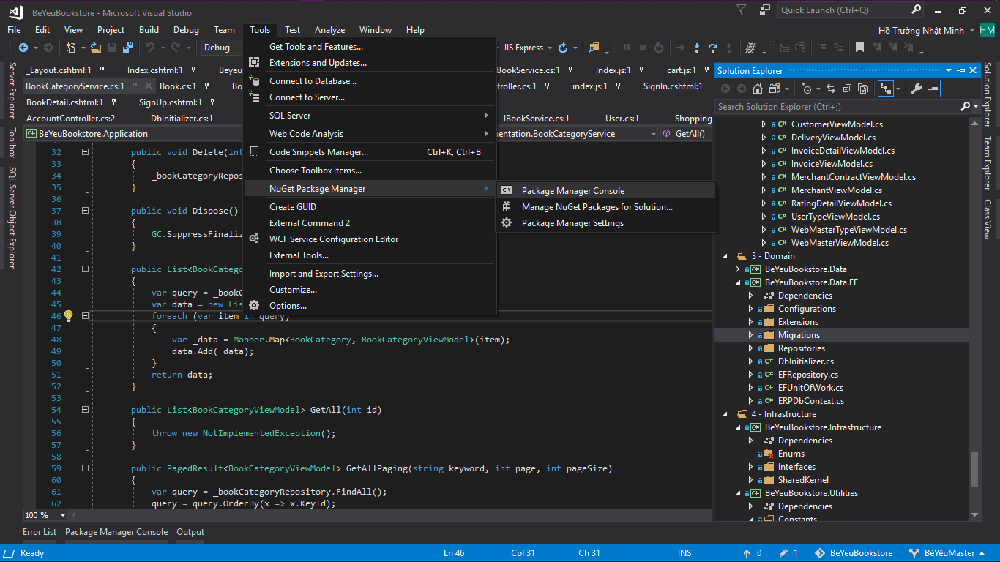 BeYeuBookstore - Microsoft Visual Studio
Quick Launch (Ctrl+Q)
File Edit View Project Build Debug Team Tools Test Analyze Window Help
Hồ Trường Nhật Minh HM
Debug
IIS Express
Get Tools and Features...
Extensions and Updates...
Connect to Database...
Connect to Server...
SQL Server
Web Code Analysis
Code Snippets Manager... Ctrl+K, Ctrl+B
Choose Toolbox Items...
NuGet Package Manager
Create GUID
External Command 2
WCF Service Configuration Editor
External Tools...
Import and Export Settings...
Customize...
Options...
Package Manager Console
Manage NuGet Packages for Solution...
Package Manager Settings
Server Explorer
Toolbox
SQL Server Object Explorer
_Layout.cshtml:1 Index.cshtml:1 Beyeu
BookService.cs:1 Index.js:1 cart.js:1
BookCategoryService.cs:1 Book.cs:1 Bo
ller.cs:1 index.js:1 SignIn.cshtml:1
BookDetail.cshtml:1 SignUp.cshtml:1
AccountController.cs:2 DbInitializer.cs:1
IBookService.cs:1 User.cs:1 Shopping
BeYeuBookstore.Application
mentation.BookCategoryService
GetAll()
32 public void Delete(int
33 {
34 _bookCategoryRepos
35 }
36
37 public void Dispose()
38 {
39 GC.SuppressFinaliz
40 }
41
42 public List<BookCatego
43 {
44 var query = _bookC
45 var data = new Lis
46 foreach (var item in query)
47 {
48 var _data = Mapper.Map<BookCategory, BookCategoryViewModel>(item);
49 data.Add(_data);
50 }
51 return data;
52 }
53
54 public List<BookCategoryViewModel> GetAll(int id)
55 {
56 throw new NotImplementedException();
57 }
58
59 public PagedResult<BookCategoryViewModel> GetAllPaging(string keyword, int page, int pageSize)
60 {
61 var query = _bookCategoryRepository.FindAll();
62 query = query.OrderBy(x => x.KeyId);
100 %
Solution Explorer
Search Solution Explorer (Ctrl+;)
CustomerViewModel.cs
DeliveryViewModel.cs
InvoiceDetailViewModel.cs
InvoiceViewModel.cs
MerchantContractViewModel.cs
MerchantViewModel.cs
RatingDetailViewModel.cs
UserTypeViewModel.cs
WebMasterTypeViewModel.cs
WebMasterViewModel.cs
3 - Domain
BeYeuBookstore.Data
BeYeuBookstore.Data.EF
Dependencies
Configurations
Extensions
Migrations
Repositories
DbInitializer.cs
EFRepository.cs
EFUnitOfWork.cs
ERPDbContext.cs
4 - Infrastructure
BeYeuBookstore.Infrastructure
Dependencies
Enums
Interfaces
SharedKernel
BeYeuBookstore.Utilities
Dependencies
Constants
Solution Explorer
Team Explorer
Class View
Error List Package Manager Console Output
Ready Ln 46 Col 31 Ch 31 INS 0 1 BeYeuBookstore BéYêuMaster